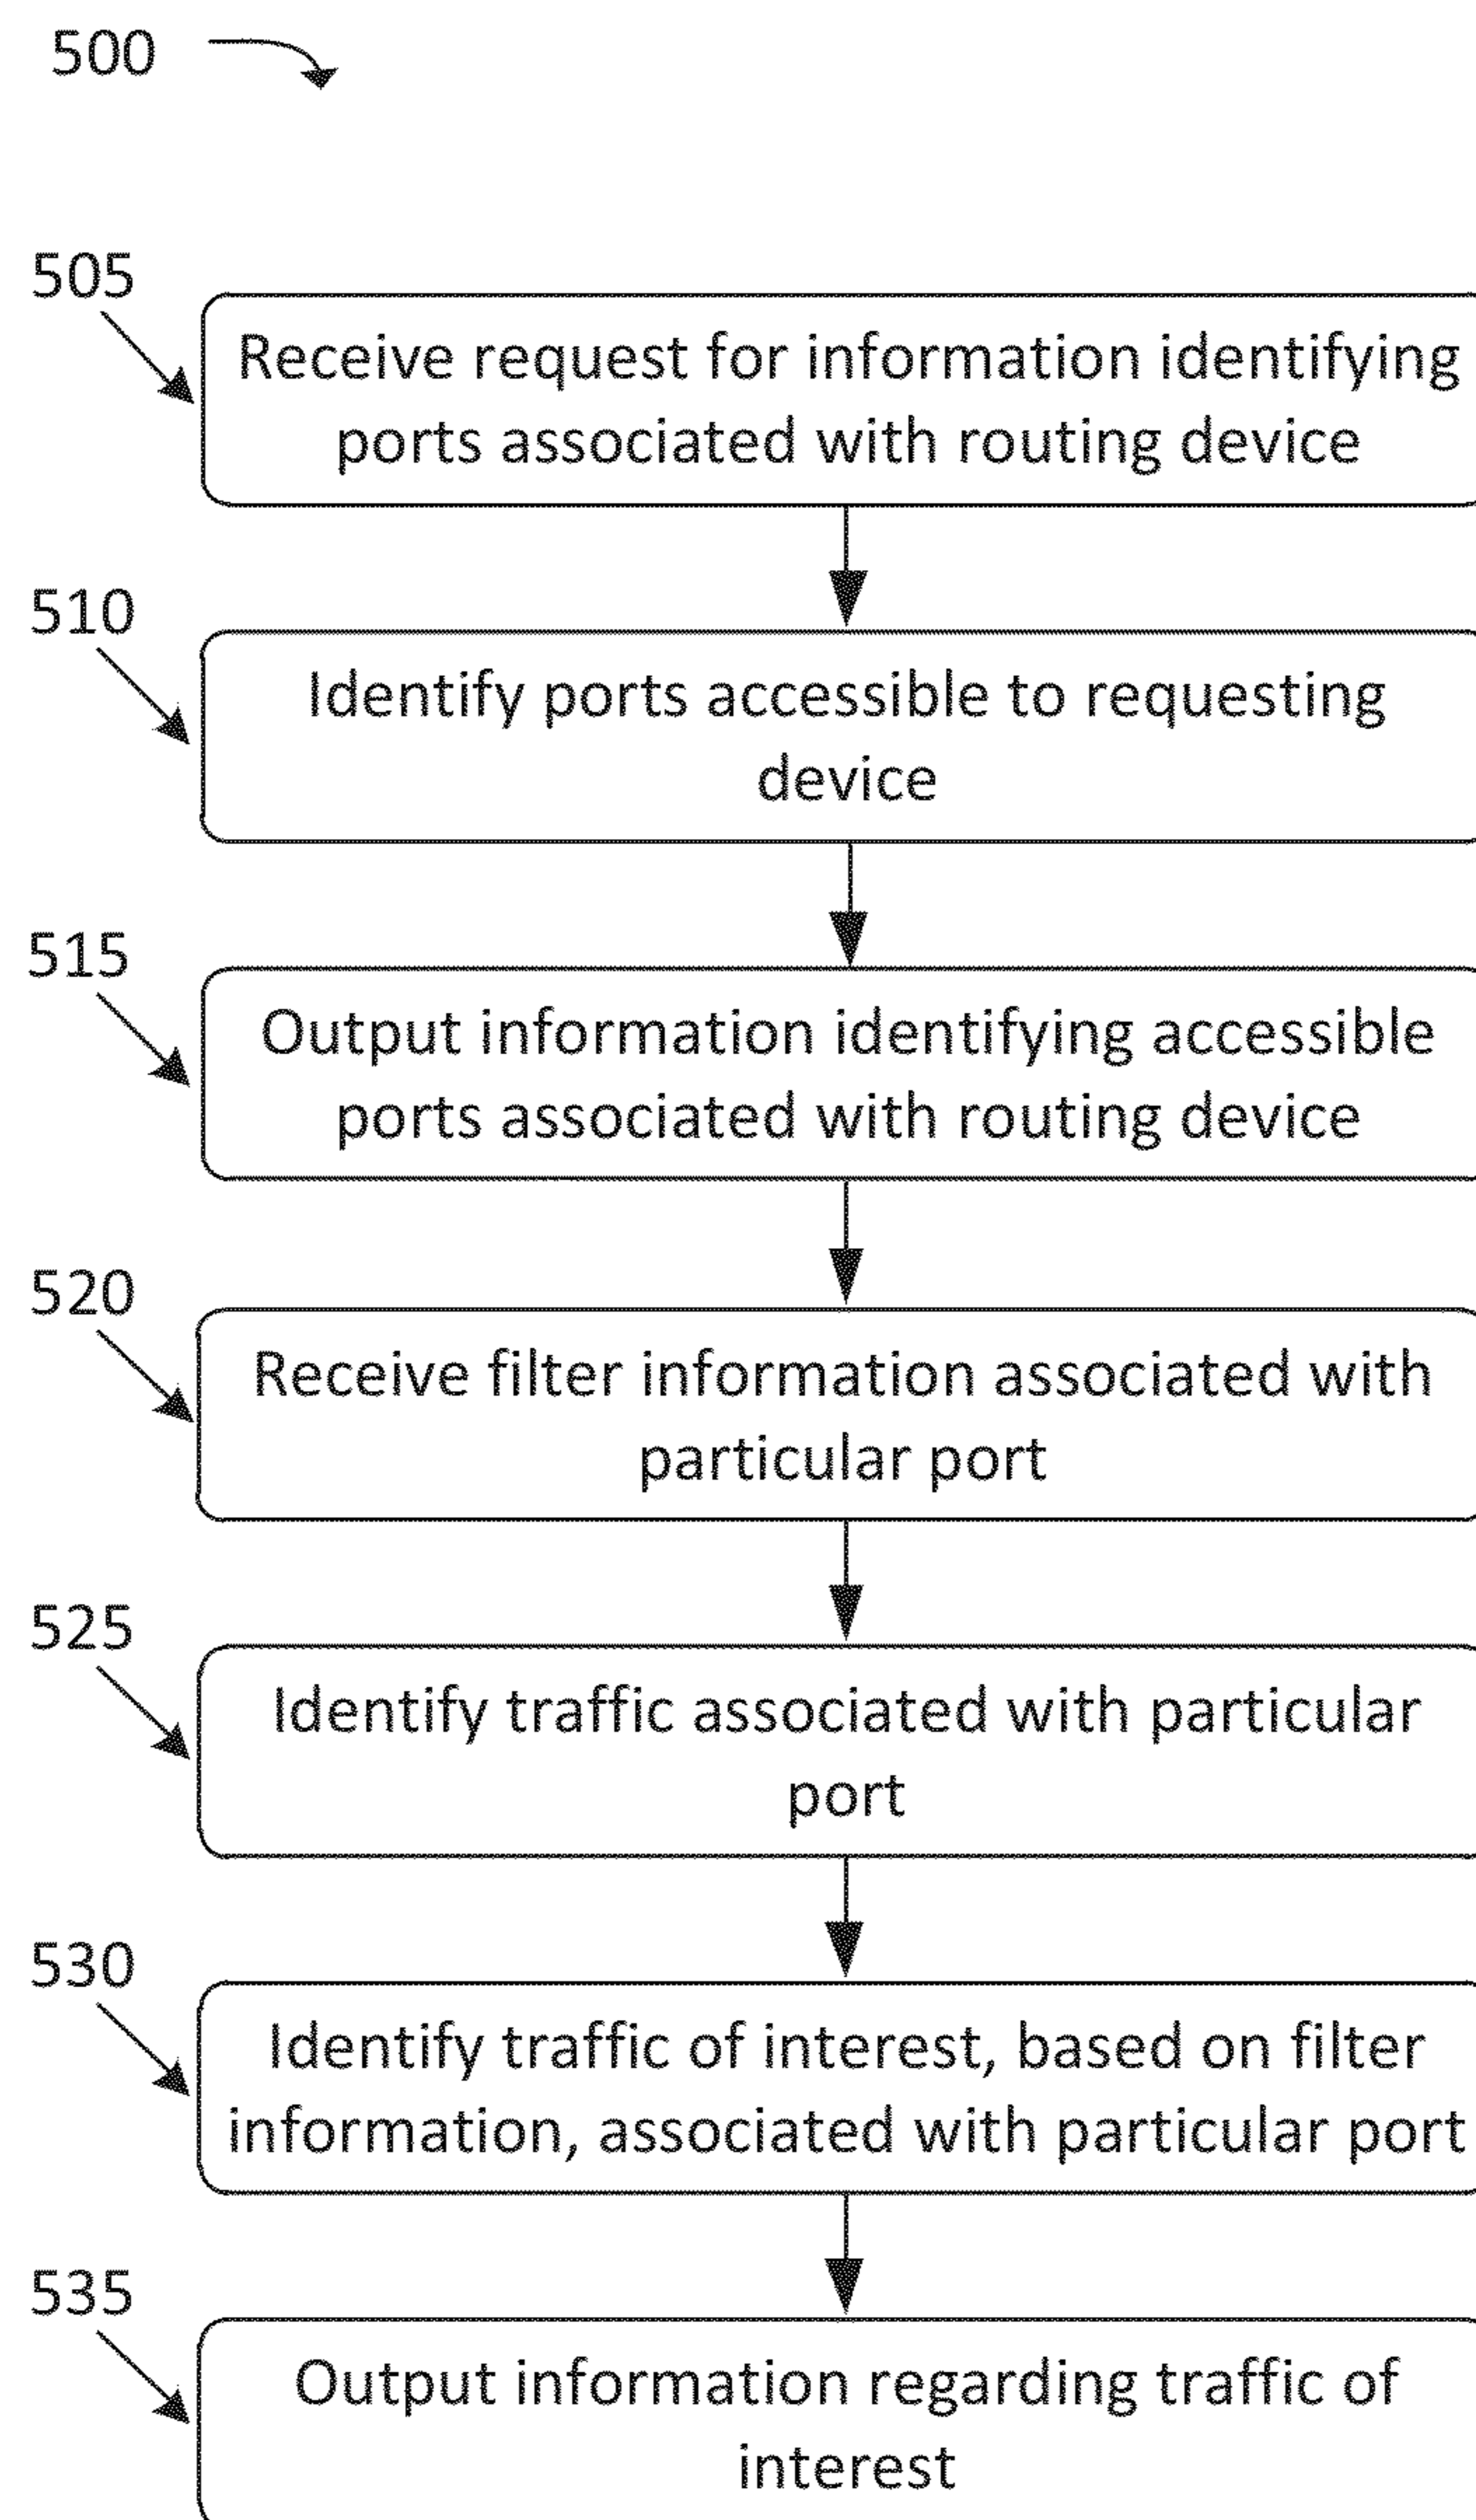 500
505
Receive request for information identifying
ports associated with routing device
510
Identify ports accessible to requesting
device
515
Output information identifying accessible
ports associated with routing device
520
Receive filter information associated with
particular port
525
Identify traffic associated with particular
port
530
Identify traffic of interest, based on filter
information, associated with particular port
535
Output information regarding traffic of
interest